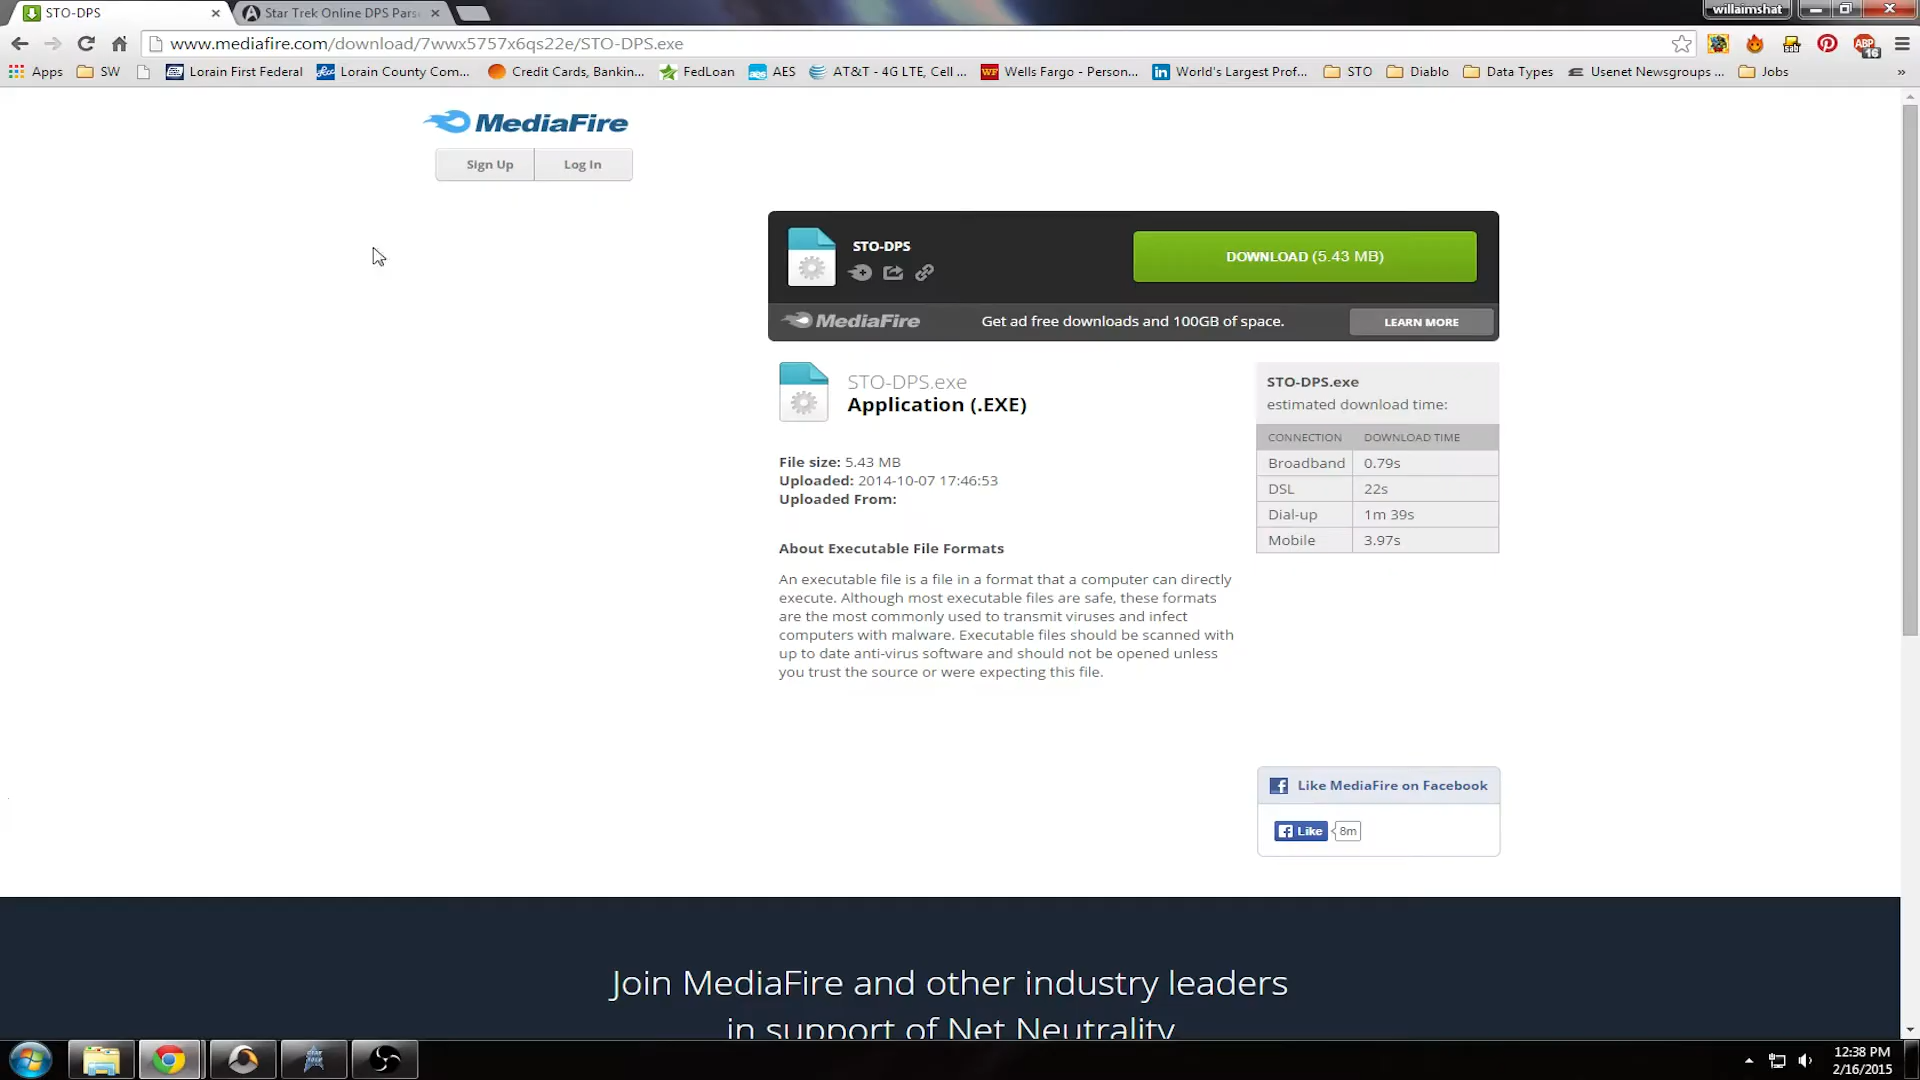 STO-DPS
Star Trek Online DPS Pars
willaimshat
www.mediafire.com/download/7wwx5757x6qs22e/STO-DPS.exe
ABP
16
Apps
SW
Lorain First Federal
Lorain County Com...
Credit Cards, Bankin...
FedLoan
AES
AT&T - 4G LTE, Cell ...
Wells Fargo - Person...
World's Largest Prof...
STO
Diablo
Data Types
Usenet Newsgroups ...
Jobs
»
MediaFire
Sign Up
Log In
STO-DPS
DOWNLOAD (5.43 MB)
MediaFire
Get ad free downloads and 100GB of space.
LEARN MORE
STO-DPS.exe
Application (.EXE)
File size: 5.43 MB
Uploaded: 2014-10-07 17:46:53
Uploaded From:
About Executable File Formats
An executable file is a file in a format that a computer can directly
execute. Although most executable files are safe, these formats
are the most commonly used to transmit viruses and infect
computers with malware. Executable files should be scanned with
up to date anti-virus software and should not be opened unless
you trust the source or were expecting this file.
STO-DPS.exe
estimated download time:
CONNECTION DOWNLOAD TIME
Broadband 0.79s
DSL 22s
Dial-up 1m 39s
Mobile 3.97s
Like MediaFire on Facebook
Like
8m
Join MediaFire and other industry leaders
in support of Net Neutrality
12:38 PM
2/16/2015